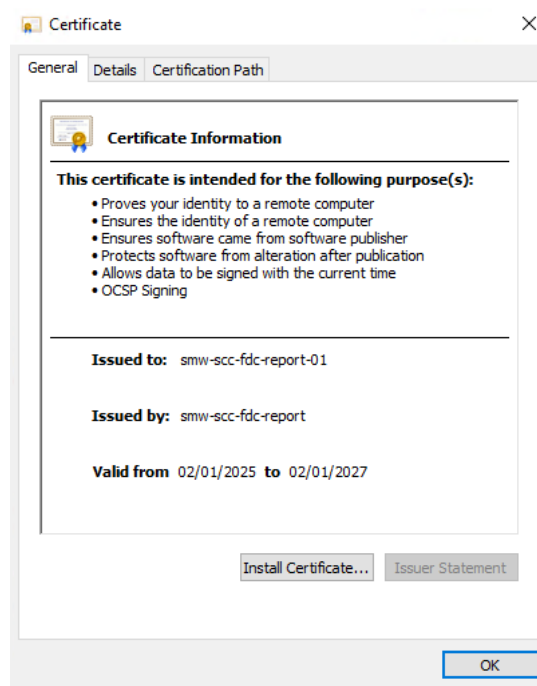 Certificate
General
Details
Certification Path
Certificate Information
This certificate is intended for the following purpose(s):
• Proves your identity to a remote computer
• Ensures the identity of a remote computer
• Ensures software came from software publisher
• Protects software from alteration after publication
• Allows data to be signed with the current time
• OCSP Signing
Issued to: smw-scc-fdc-report-01
Issued by: smw-scc-fdc-report
Valid from 02/01/2025 to 02/01/2027
Install Certificate...
Issuer Statement
OK